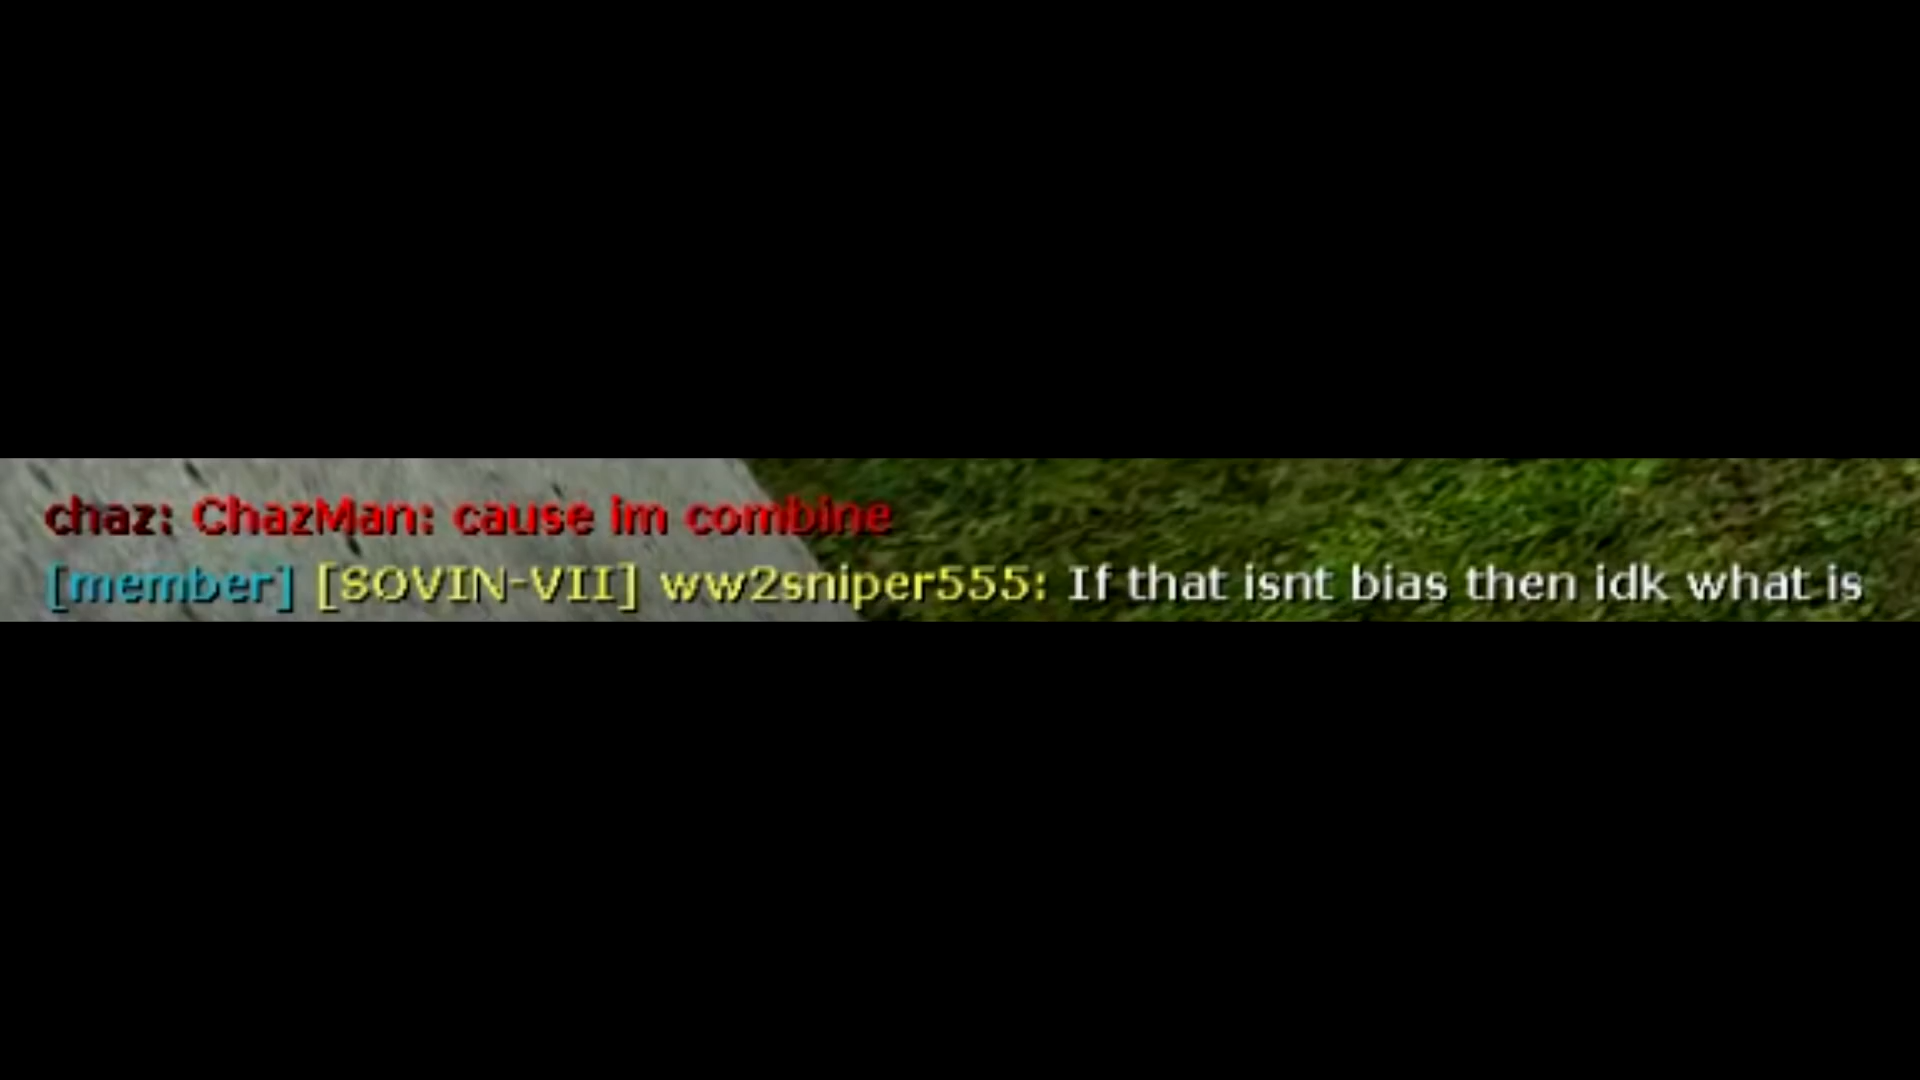 chaz: ChazMan: cause im combine
[member] [SOVIN-VII] ww2sniper555: If that isnt bias then idk what is